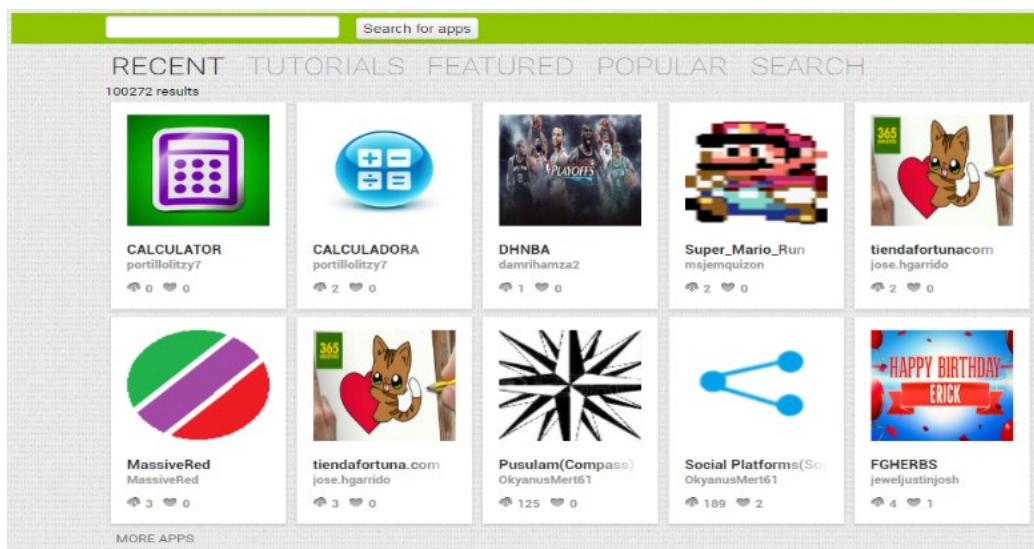 Search for apps
RECENT TUTORIALS FEATURED POPULAR SEARCH
100272 results
CALCULATOR
portillolitzy7
0 0
CALCULADORA
portillolitzy7
2 0
PLAYOFFS
DHNBA
damrihamza2
1 0
Super_Mario_Run
msjemquizon
2 0
365
tiendafortunacom
jose.hgarrido
2 0
MassiveRed
MassiveRed
3 0
365
tiendafortuna.com
jose.hgarrido
3 0
Pusulam(Compass)
OkyanusMert61
125 0
Social Platforms(So
OkyanusMert61
189 2
HAPPY BIRTHDAY
ERICK
FGHERBS
jeweljustinjosh
4 1
MORE APPS